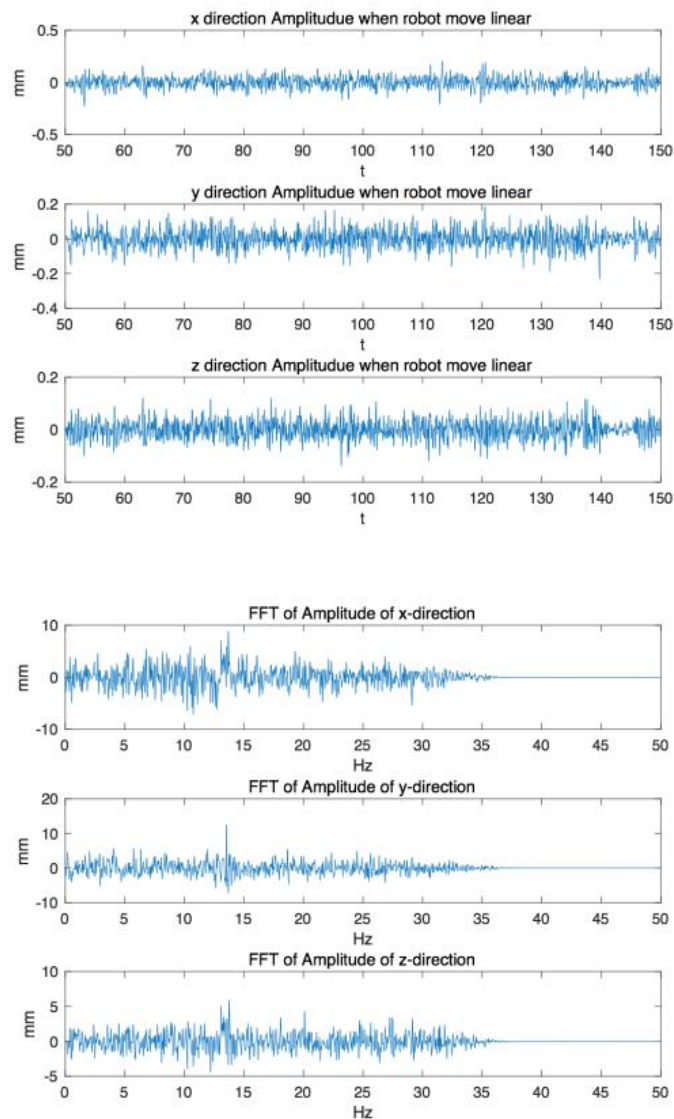 x direction Amplitudue when robot move linear
0.5
0
-0.5
mm
50 60 70 80 90 100 110 120 130 140 150
t
y direction Amplitudue when robot move linear
0.2
0
-0.2
-0.4
mm
50 60 70 80 90 100 110 120 130 140 150
t
z direction Amplitudue when robot move linear
0.2
0
-0.2
mm
50 60 70 80 90 100 110 120 130 140 150
t
FFT of Amplitude of x-direction
10
0
-10
mm
0 5 10 15 20 25 30 35 40 45 50
Hz
FFT of Amplitude of y-direction
20
10
0
-10
mm
0 5 10 15 20 25 30 35 40 45 50
Hz
FFT of Amplitude of z-direction
10
5
0
-5
mm
0 5 10 15 20 25 30 35 40 45 50
Hz